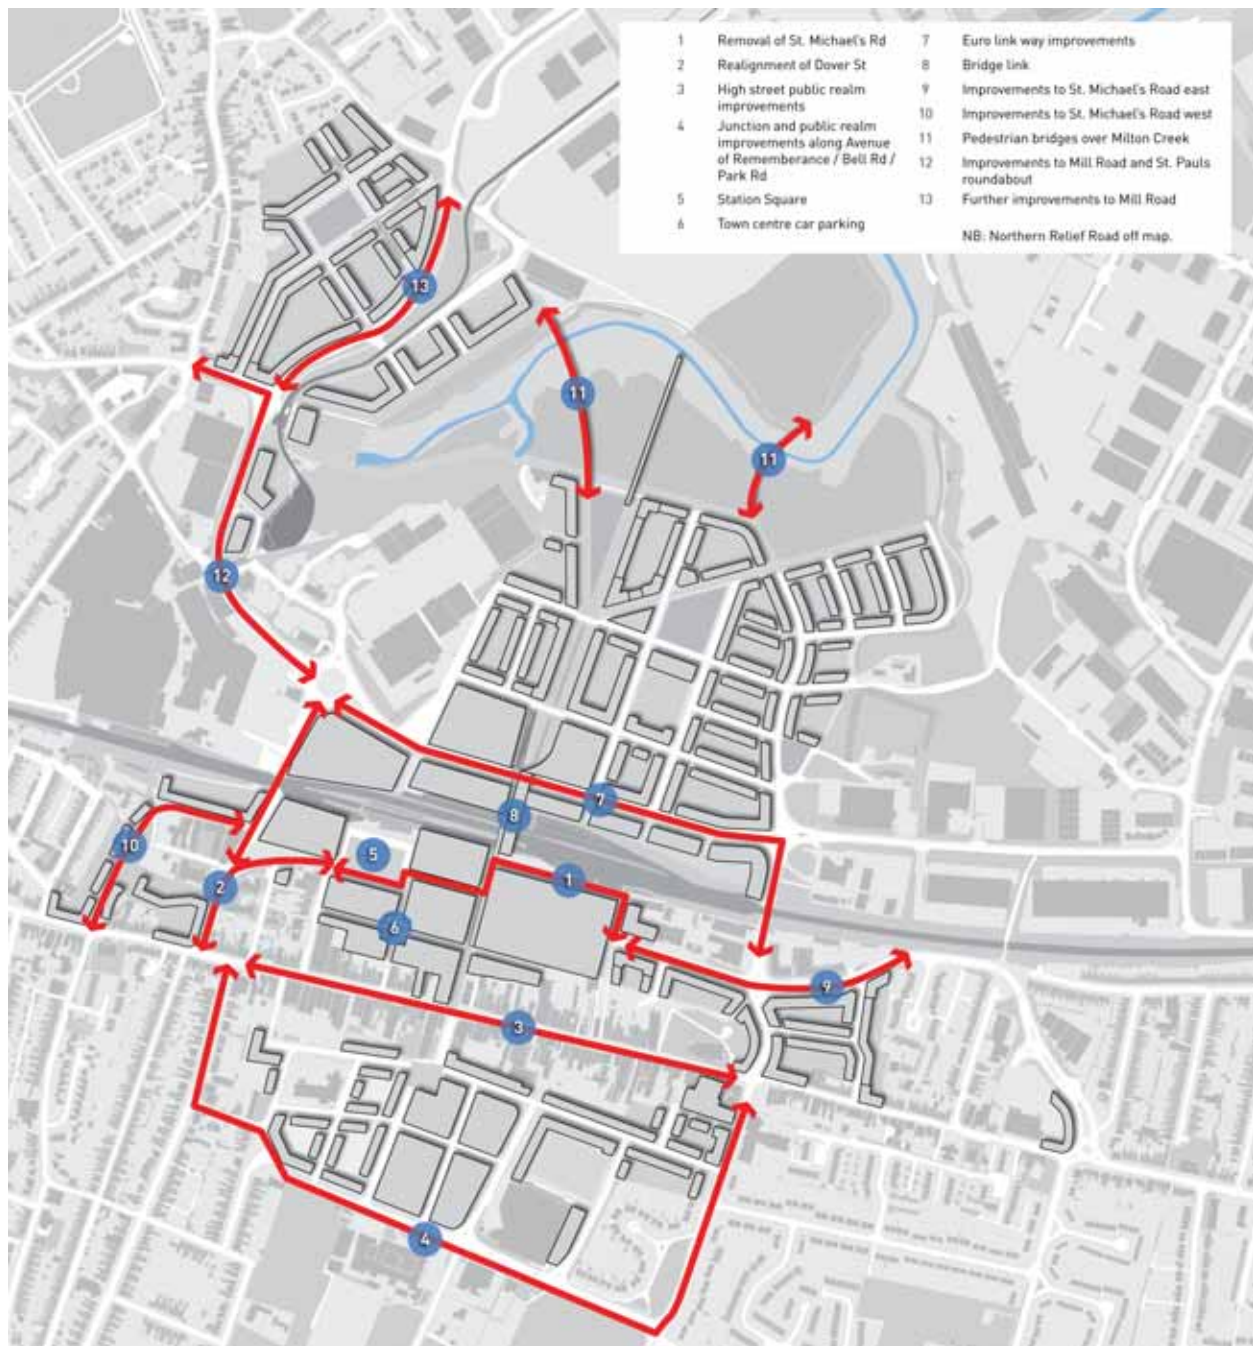 1 Removal of St. Michael's Rd
2 Realignment of Dover St
3 High street public realm
improvements
4 Junction and public realm
improvements along Avenue
of Rememberance / Bell Rd /
Park Rd
5 Station Square
6 Town centre car parking
7 Euro link way improvements
8 Bridge link
9 Improvements to St. Michael's Road east
10 Improvements to St. Michael's Road west
11 Pedestrian bridges over Milton Creek
12 Improvements to Mill Road and St. Pauls
roundabout
13 Further improvements to Mill Road
NB: Northern Relief Road off map.
13
11
11
12
7
8
10
5
2
1
6
9
3
4